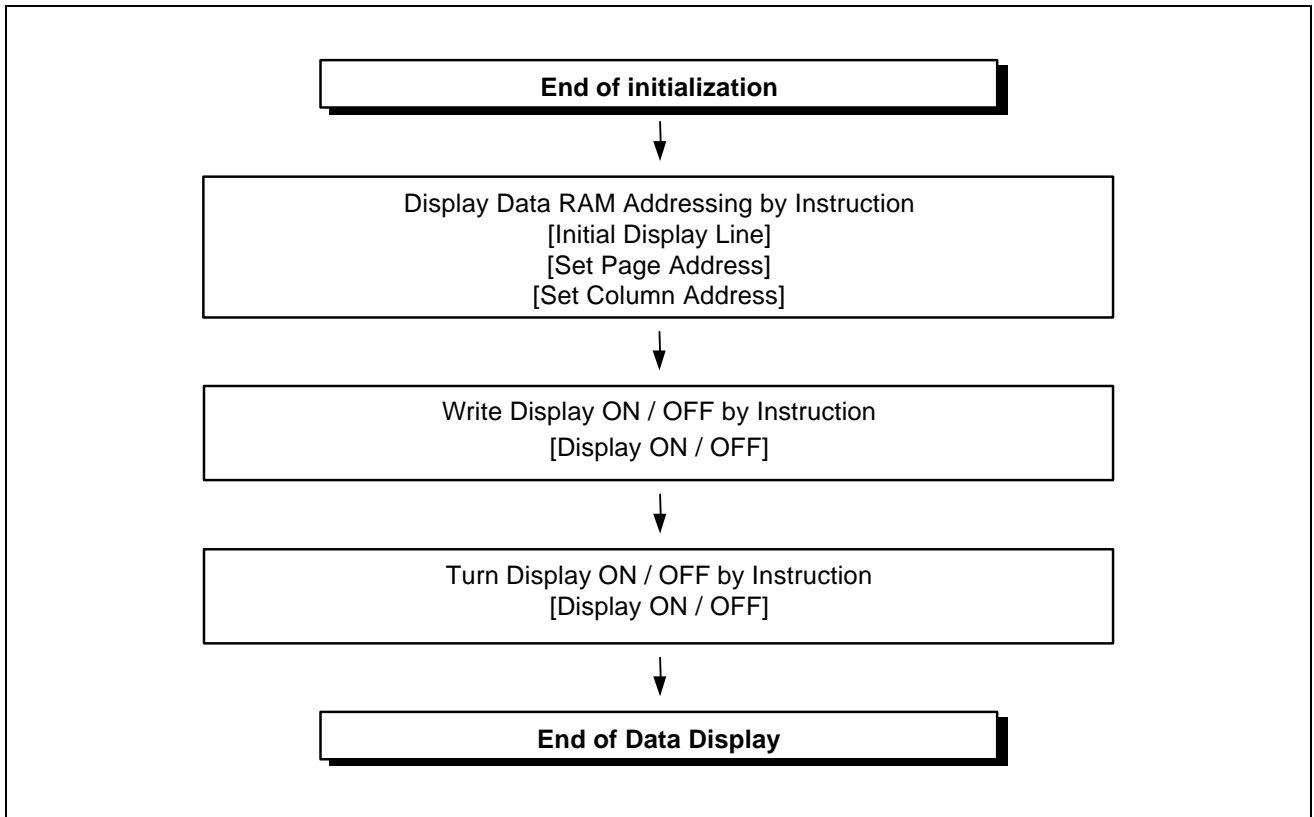 End of initialization
Display Data RAM Addressing by Instruction
[Initial Display Line]
[Set Page Address]
[Set Column Address]
Write Display ON / OFF by Instruction
[Display ON / OFF]
Turn Display ON / OFF by Instruction
[Display ON / OFF]
End of Data Display